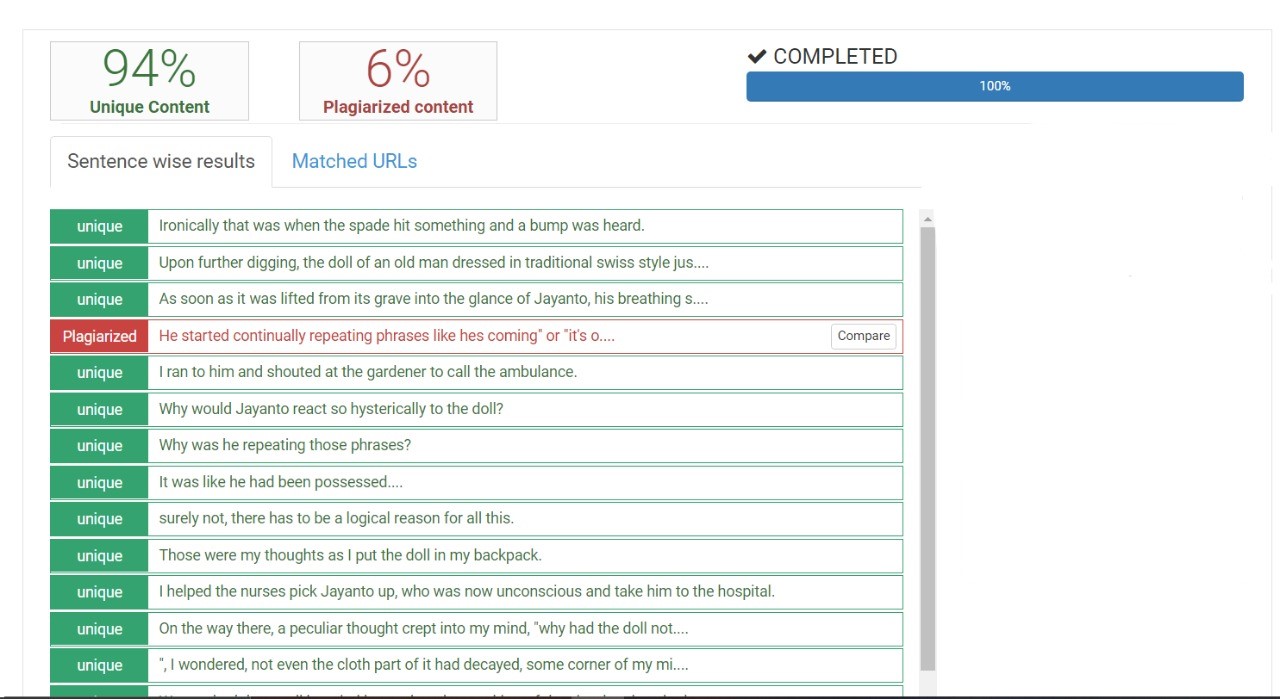 94%
Unique Content
6%
Plagiarized content
COMPLETED
100%
Sentence wise results
Matched URLs
unique Ironically that was when the spade hit something and a bump was heard.
unique Upon further digging, the doll of an old man dressed in traditional swiss style jus....
unique As soon as it was lifted from its grave into the glance of Jayanto, his breathing s....
Plagiarized He started continually repeating phrases like hes coming" or "it's o.... Compare
unique I ran to him and shouted at the gardener to call the ambulance.
unique Why would Jayanto react so hysterically to the doll?
unique Why was he repeating those phrases?
unique It was like he had been possessed....
unique surely not, there has to be a logical reason for all this.
unique Those were my thoughts as I put the doll in my backpack.
unique I helped the nurses pick Jayanto up, who was now unconscious and take him to the hospital.
unique On the way there, a peculiar thought crept into my mind, "why had the doll not....
unique ", I wondered, not even the cloth part of it had decayed, some corner of my mi....